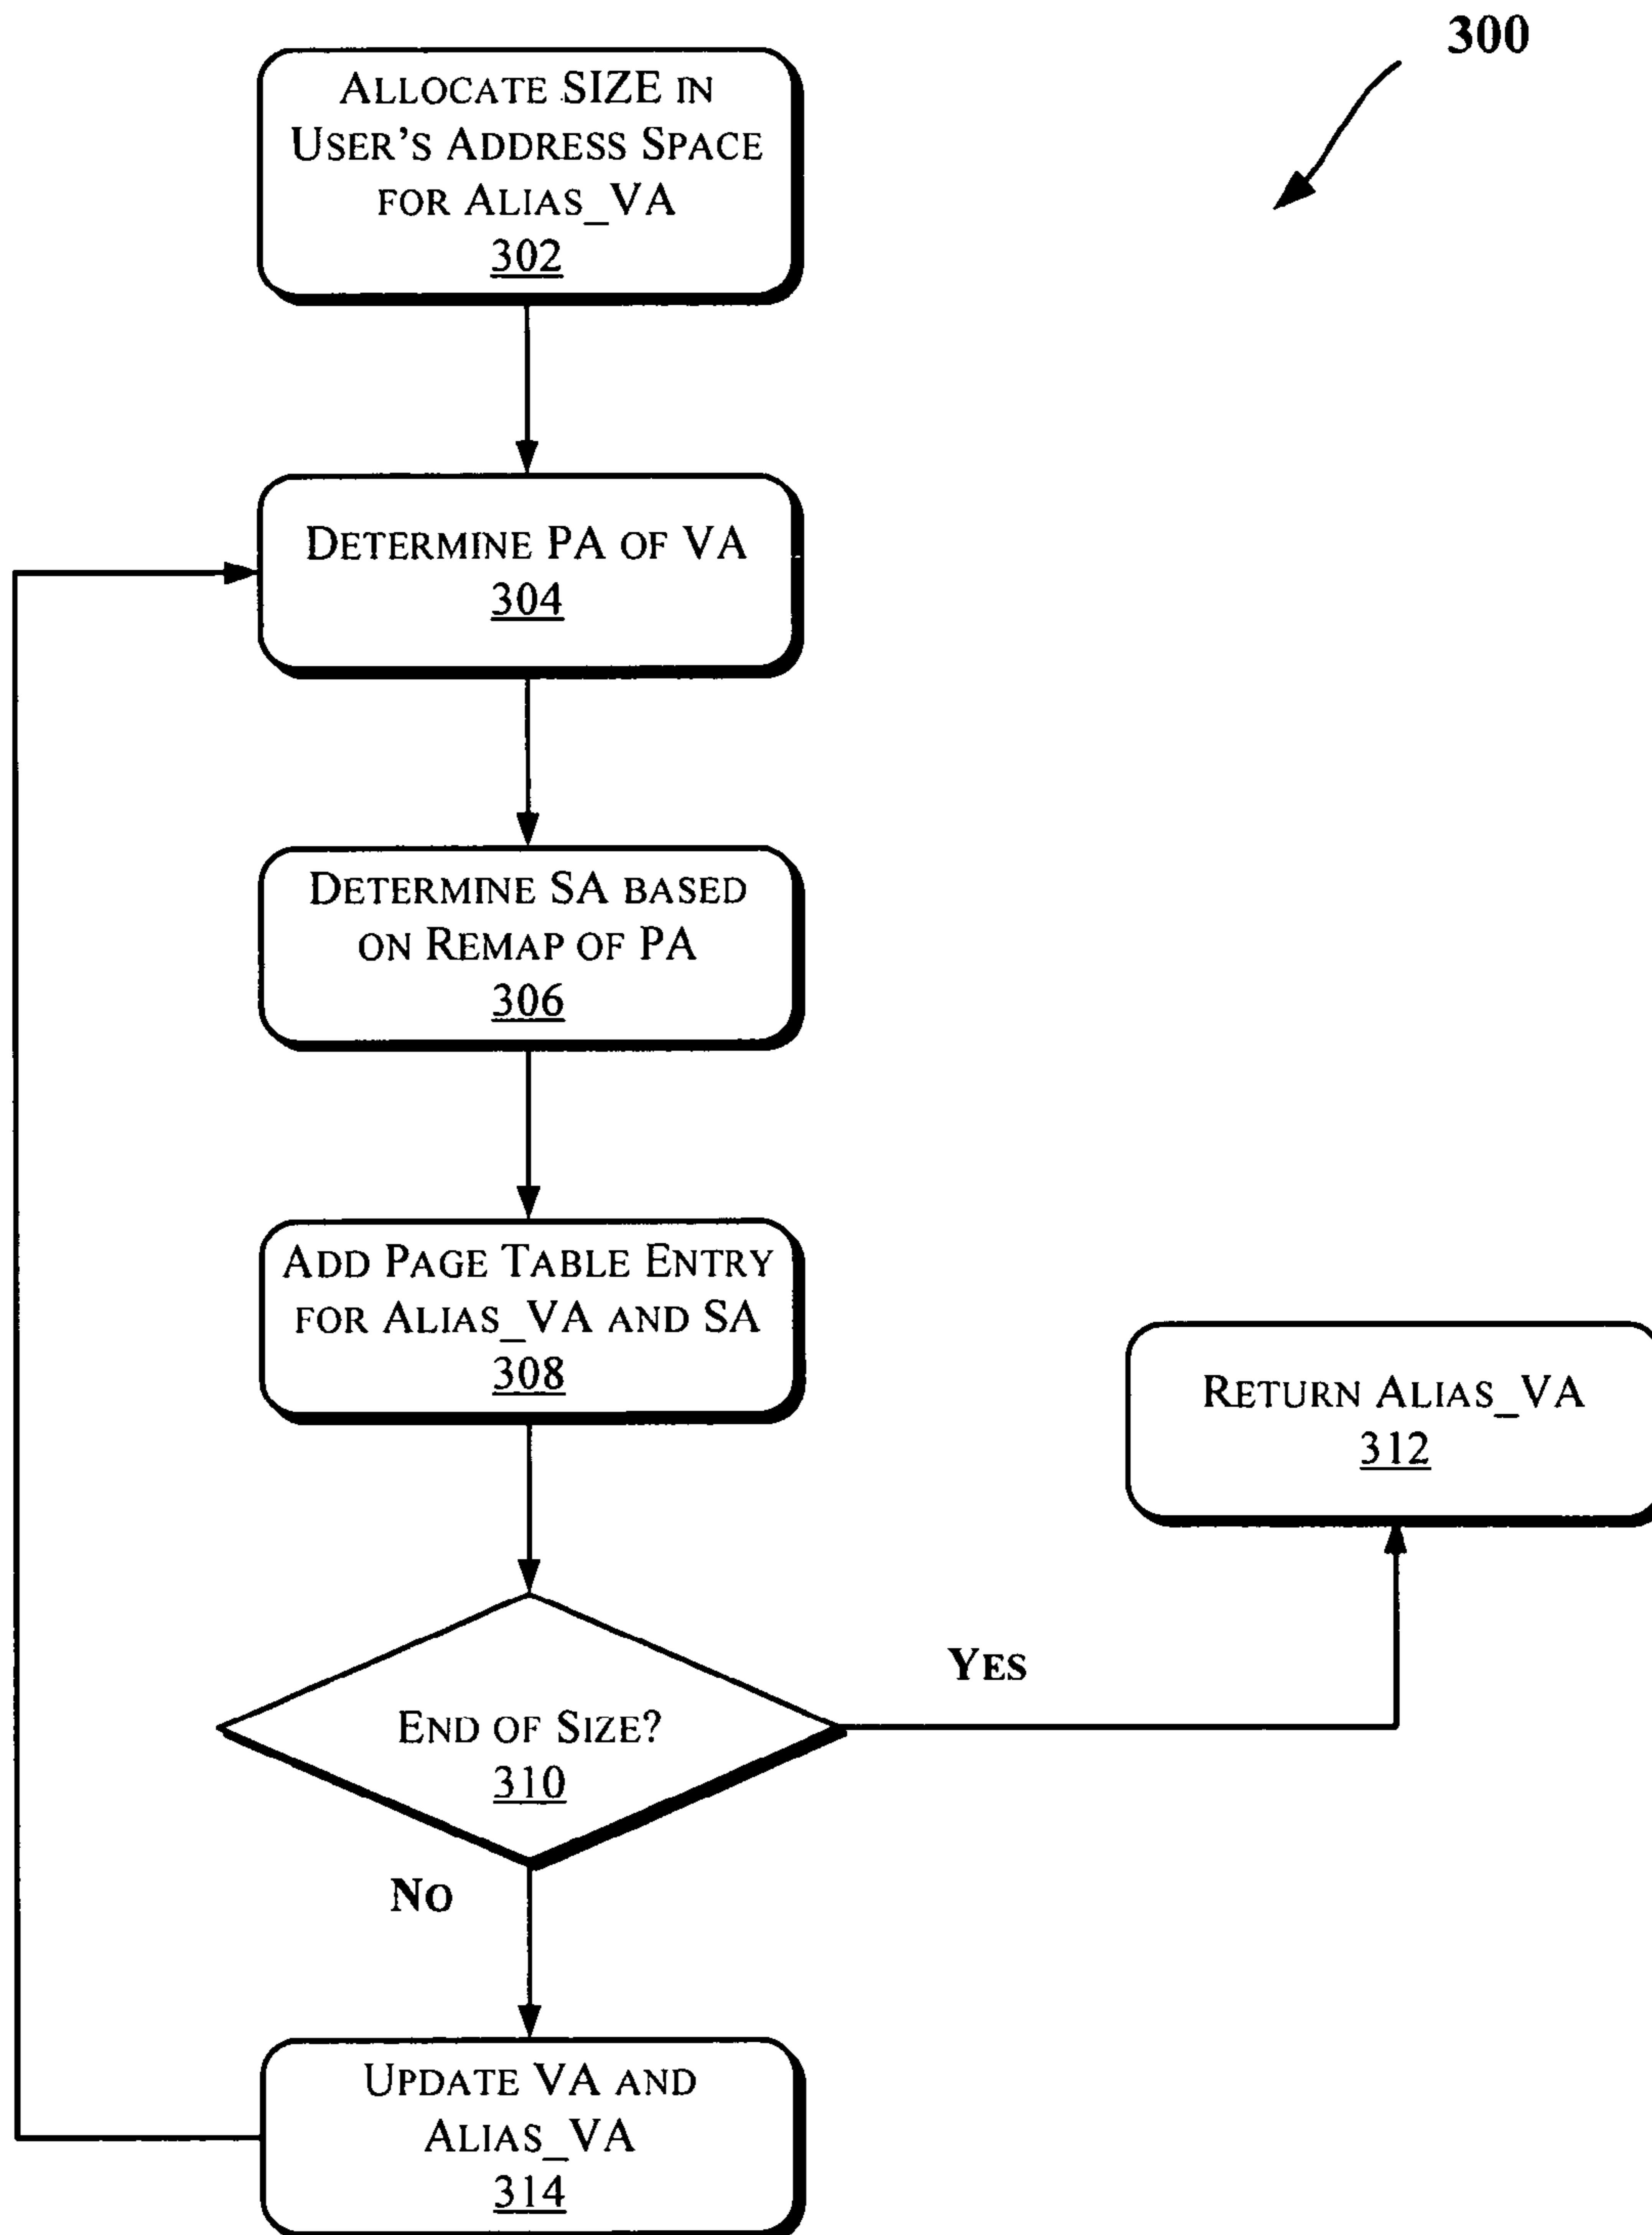 300
ALLOCATE SIZE IN
USER'S ADDRESS SPACE
FOR ALIAS_VA
302
DETERMINE PA OF VA
304
DETERMINE SA BASED
ON REMAP OF PA
306
ADD PAGE TABLE ENTRY
FOR ALIAS_VA AND SA
308
RETURN ALIAS_VA
312
YES
END OF SIZE?
310
NO
UPDATE VA AND
ALIAS_VA
314